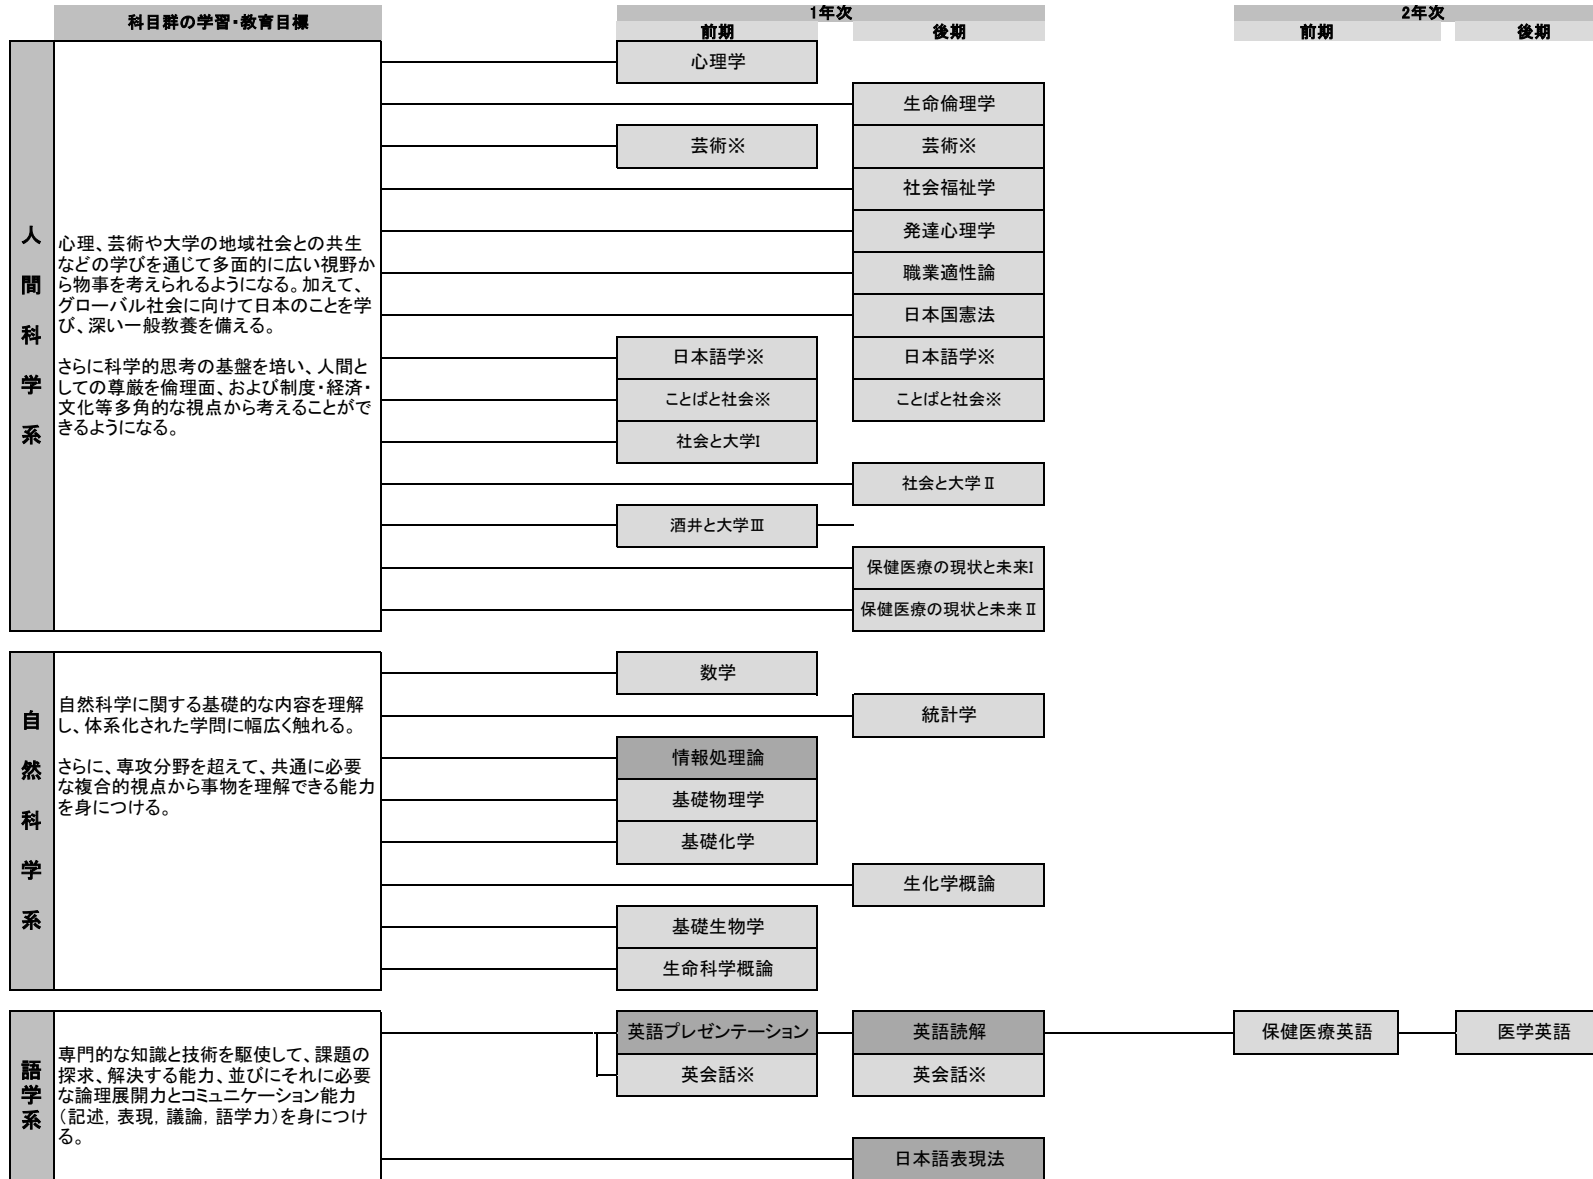 科目群の学習・教育目標
1年次
2年次
前期
後期
前期
後期
人間科学系
心理、芸術や大学の地域社会との共生
などの学びを通じて多面的に広い視野か
ら物事を考えられるようになる。加えて、
グローバル社会に向けて日本のことを学
び、深い一般教養を備える。
さらに科学的思考の基盤を培い、人間と
しての尊厳を倫理面、および制度・経済・
文化等多角的な視点から考えることがで
きるようになる。
心理学
生命倫理学
芸術※
芸術※
社会福祉学
発達心理学
職業適性論
日本国憲法
日本語学※
日本語学※
ことばと社会※
ことばと社会※
社会と大学I
社会と大学Ⅱ
酒井と大学Ⅲ
保健医療の現状と未来I
保健医療の現状と未来Ⅱ
自然科学系
自然科学に関する基礎的な内容を理解
し、体系化された学問に幅広く触れる。
さらに、専攻分野を超えて、共通に必要
な複合的視点から事物を理解できる能力
を身につける。
数学
統計学
情報処理論
基礎物理学
基礎化学
生化学概論
基礎生物学
生命科学概論
語学系
専門的な知識と技術を駆使して、課題の
探求、解決する能力、並びにそれに必要
な論理展開力とコミュニケーション能力
（記述，表現，議論，語学力）を身につけ
る。
英語プレゼンテーション
英語読解
保健医療英語
医学英語
英会話※
英会話※
日本語表現法